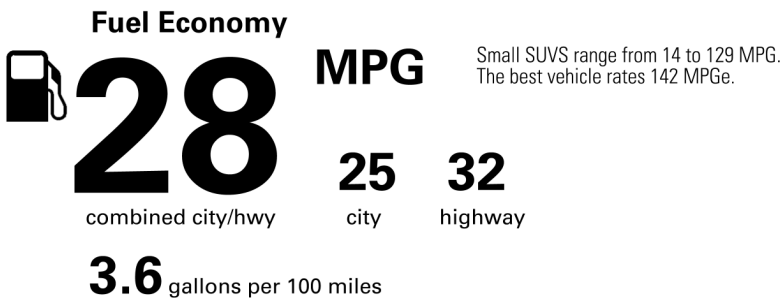 Fuel Economy
28
MPG
Small SUVS range from 14 to 129 MPG.
The best vehicle rates 142 MPGe.
25 32
combined city/hwy city highway
3.6 gallons per 100 miles